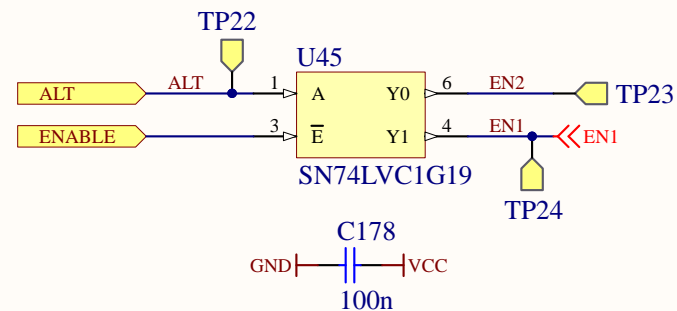 TP22
U45
ALT ALT 1 A Y0 6 EN2 TP23
ENABLE 3 E Y1 4 EN1 EN1
SN74LVC1G19
TP24
C178
GND VCC
100n